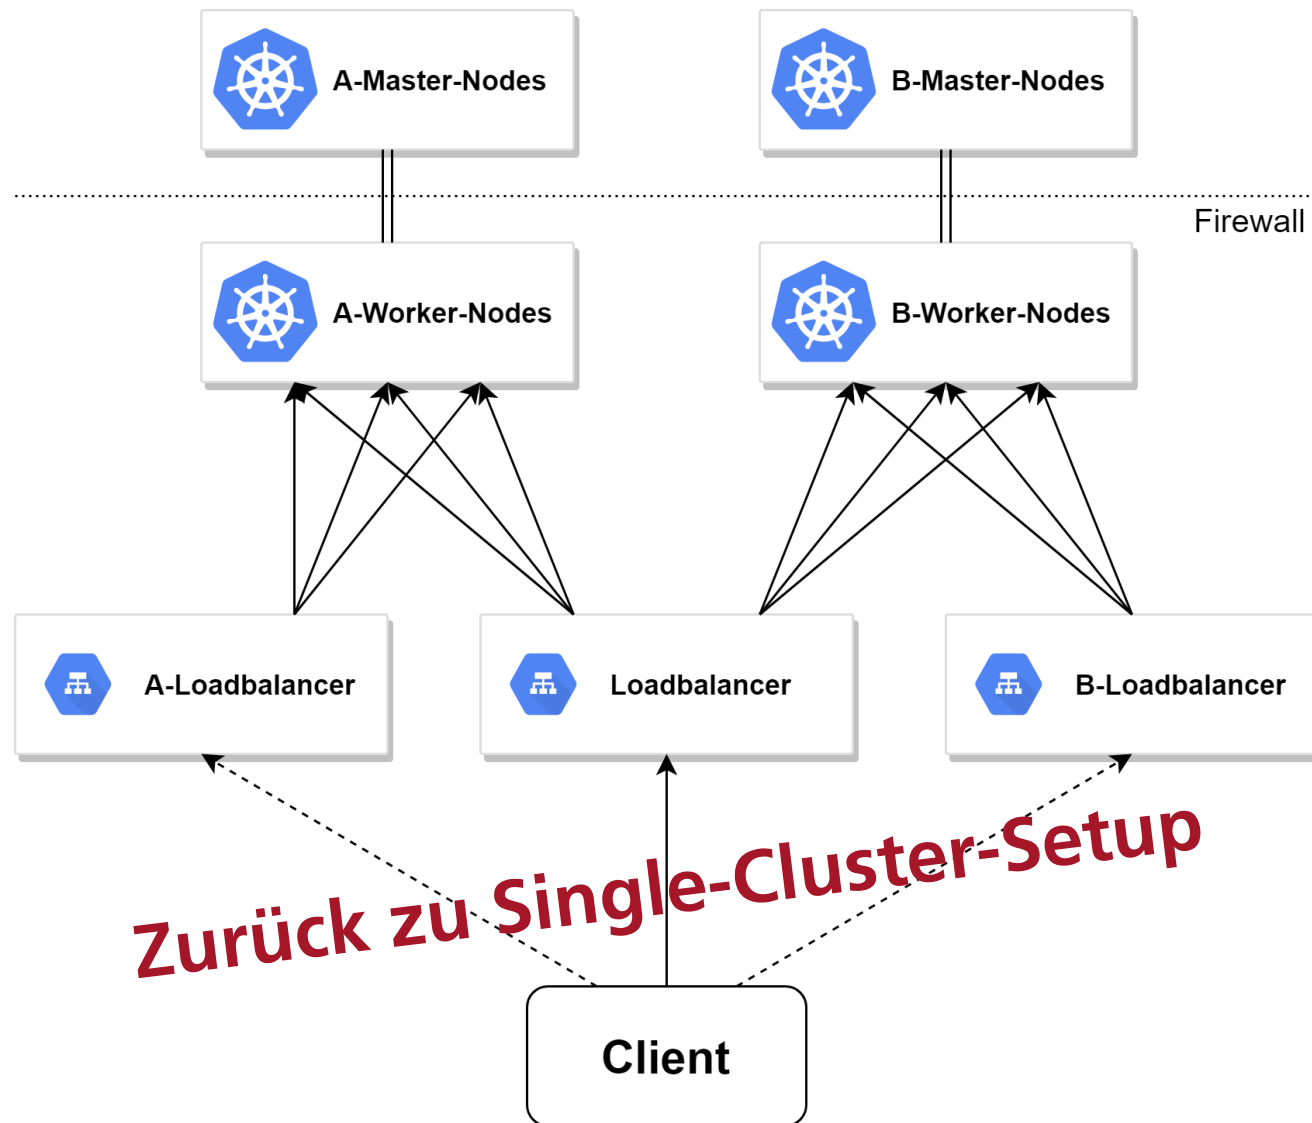 A-Master-Nodes
B-Master-Nodes
Firewall
A-Worker-Nodes
B-Worker-Nodes
A-Loadbalancer
Loadbalancer
B-Loadbalancer
Zurück zu Single-Cluster-Setup
Client